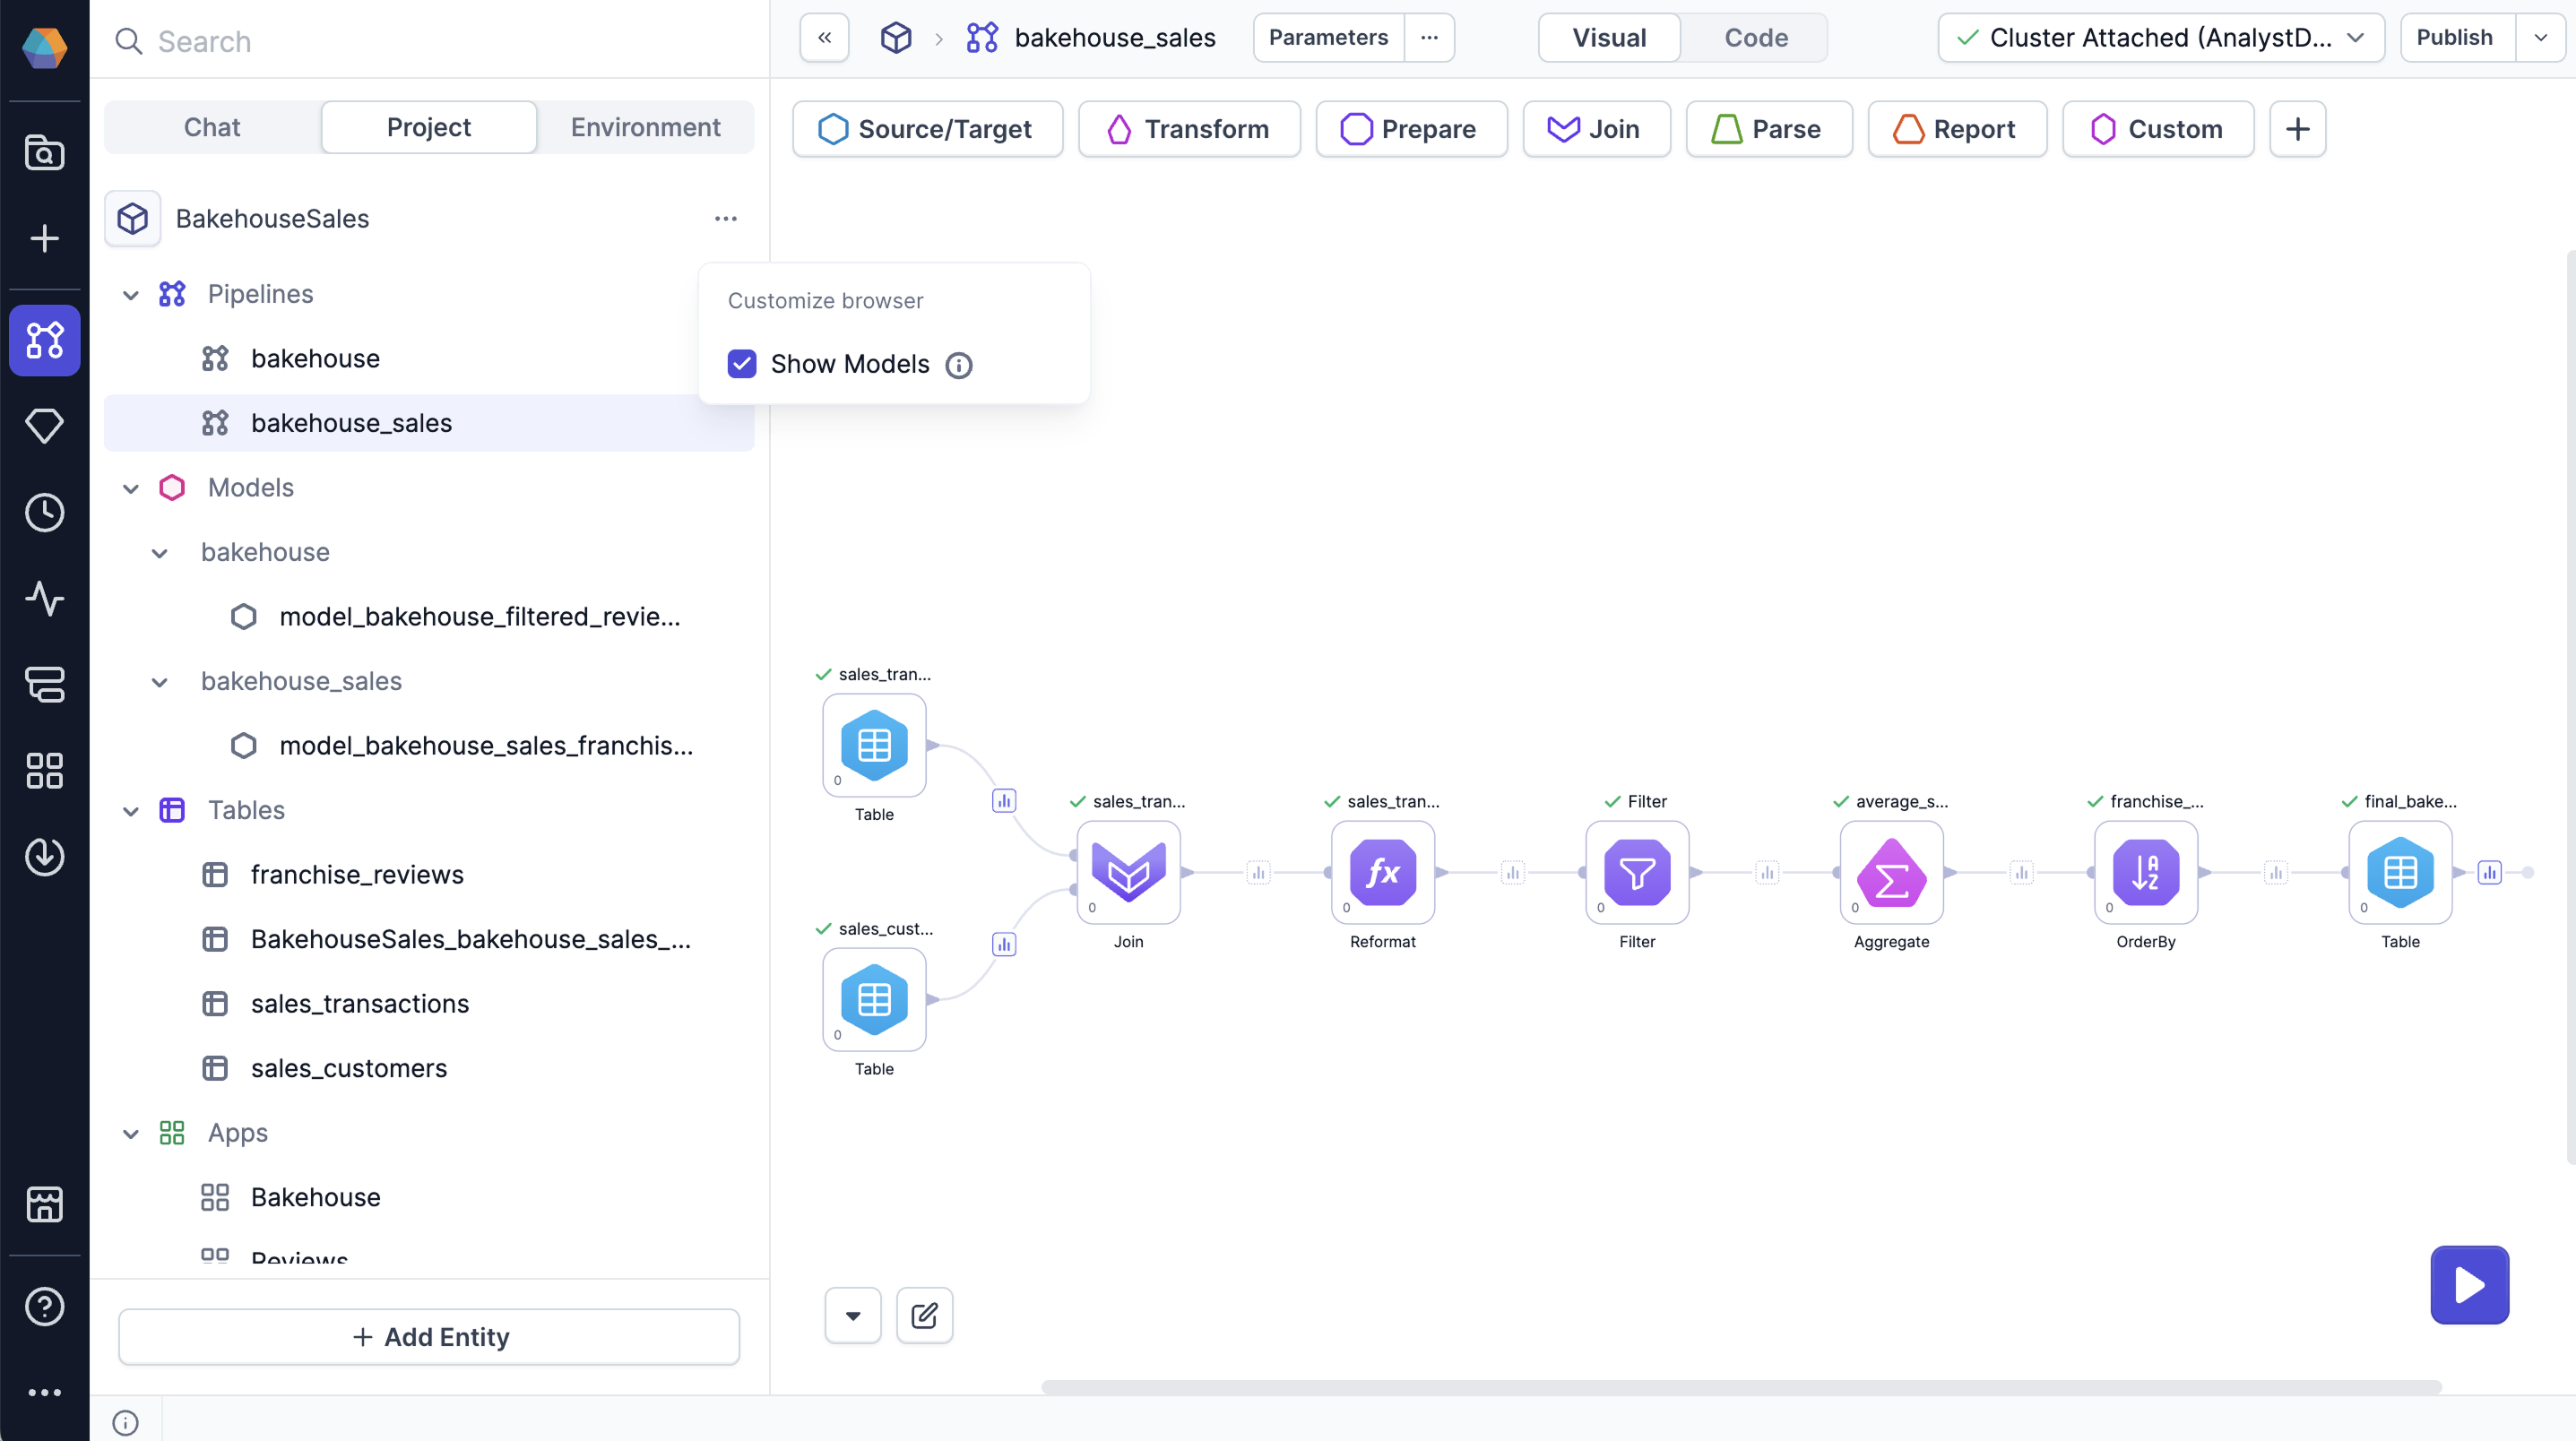 Search
Chat
Project
Environment
BakehouseSales
Pipelines
bakehouse
bakehouse_sales
Models
bakehouse
model_bakehouse_filtered_revie...
bakehouse_sales
model_bakehouse_sales_franchis...
Tables
franchise_reviews
BakehouseSales_bakehouse_sales_...
sales_transactions
sales_customers
Apps
Bakehouse
Reviews
+ Add Entity
Customize browser
Show Models
bakehouse_sales
Parameters
Visual
Code
Cluster Attached (AnalystD...
Publish
Source/Target
Transform
Prepare
Join
Parse
Report
Custom
sales_tran...
0
Table
sales_cust...
0
Table
sales_tran...
0
Join
sales_tran...
fx
0
Reformat
Filter
0
Filter
average_s...
0
Aggregate
franchise_...
A
Z
0
OrderBy
final_bake...
0
Table